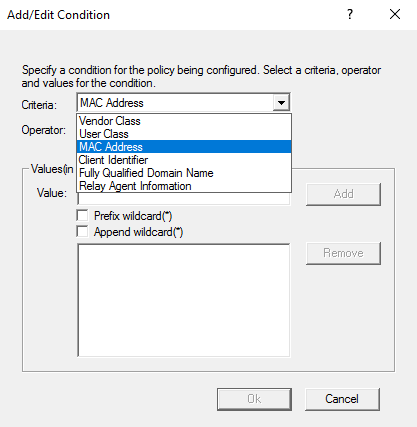 Add/Edit Condition
Specify a condition for the policy being configured. Select a criteria, operator
and values for the condition.
Criteria: MAC Address
Operator:
Vendor Class
User Class
MAC Address
Client Identifier
Fully Qualified Domain Name
Relay Agent Information
Values(in
Value: Add
Prefix wildcard(*)
Append wildcard(*)
Remove
Ok Cancel